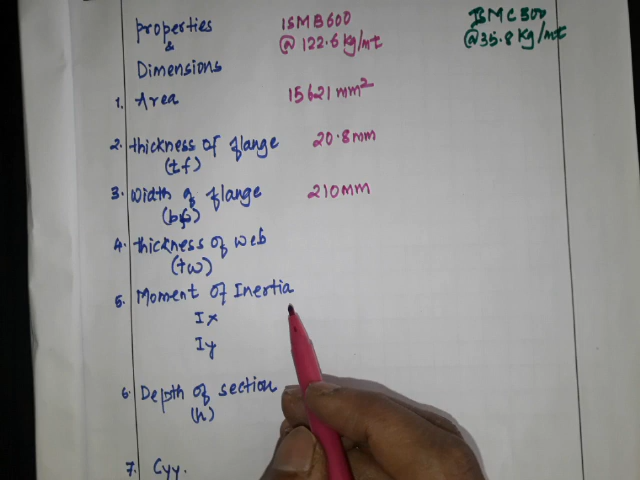 Properties ISMB600 ISMC300
& @ 122.6 kg/mt @35.8 kg/mt
Dimensions
1. Area 15621 mm²
2. thickness of flange 20.8mm
(tf)
3. Width of flange 210mm
(bf)
4. thickness of web
(tw)
5. Moment of Inertia
Ix
Iy
6. Depth of section
(h)
7. Cyy.